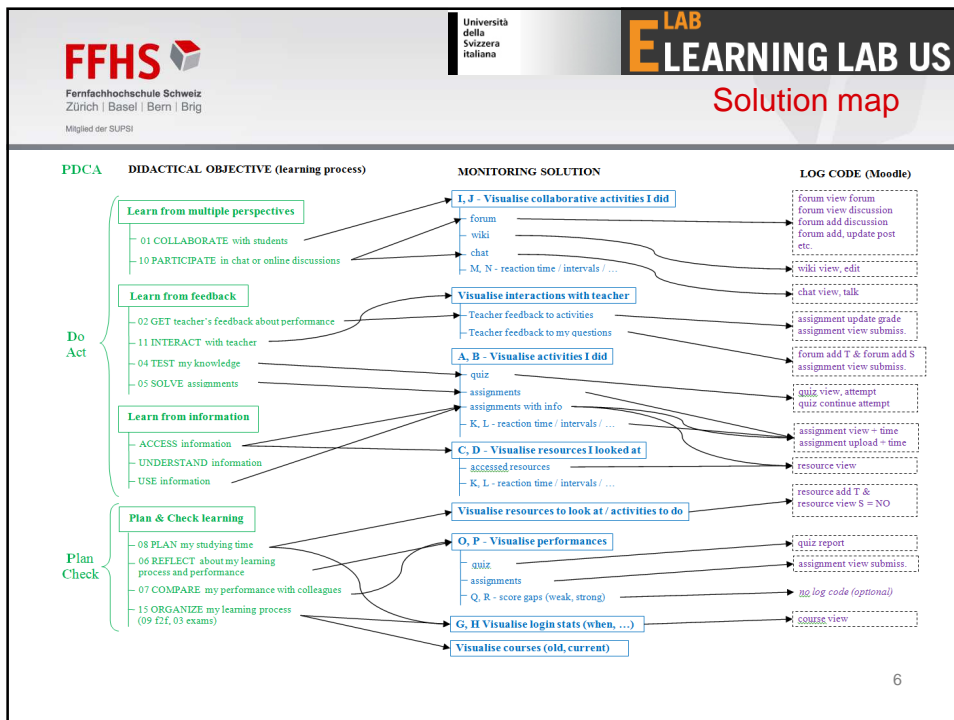 FFHS
Fernfachhochschule Schweiz
Zürich | Basel | Bern | Brig
Mitglied der SUPSI
Università
della
Svizzera
italiana
E LAB
LEARNING LAB US
Solution map
PDCA
DIDACTICAL OBJECTIVE (learning process)
MONITORING SOLUTION
LOG CODE (Moodle)
Do
Act
Learn from multiple perspectives
01 COLLABORATE with students
10 PARTICIPATE in chat or online discussions
Learn from feedback
02 GET teacher's feedback about performance
11 INTERACT with teacher
04 TEST my knowledge
05 SOLVE assignments
Learn from information
ACCESS information
UNDERSTAND information
USE information
Plan
Check
Plan & Check learning
08 PLAN my studying time
06 REFLECT about my learning
process and performance
07 COMPARE my performance with colleagues
15 ORGANIZE my learning process
(09 f2f, 03 exams)
I, J - Visualise collaborative activities I did
forum
wiki
chat
M, N - reaction time / intervals / …
Visualise interactions with teacher
Teacher feedback to activities
Teacher feedback to my questions
A, B - Visualise activities I did
quiz
assignments
assignments with info
K, L - reaction time / intervals / …
C, D - Visualise resources I looked at
accessed resources
K, L - reaction time / intervals / …
Visualise resources to look at / activities to do
O, P - Visualise performances
quiz
assignments
Q, R - score gaps (weak, strong)
G, H Visualise login stats (when, …)
Visualise courses (old, current)
forum view forum
forum view discussion
forum add discussion
forum add, update post
etc.
wiki view, edit
chat view, talk
assignment update grade
assignment view submiss.
forum add T & forum add S
assignment view submiss.
quiz view, attempt
quiz continue attempt
assignment view + time
assignment upload + time
resource view
resource add T &
resource view S = NO
quiz report
assignment view submiss.
no log code (optional)
course view
6